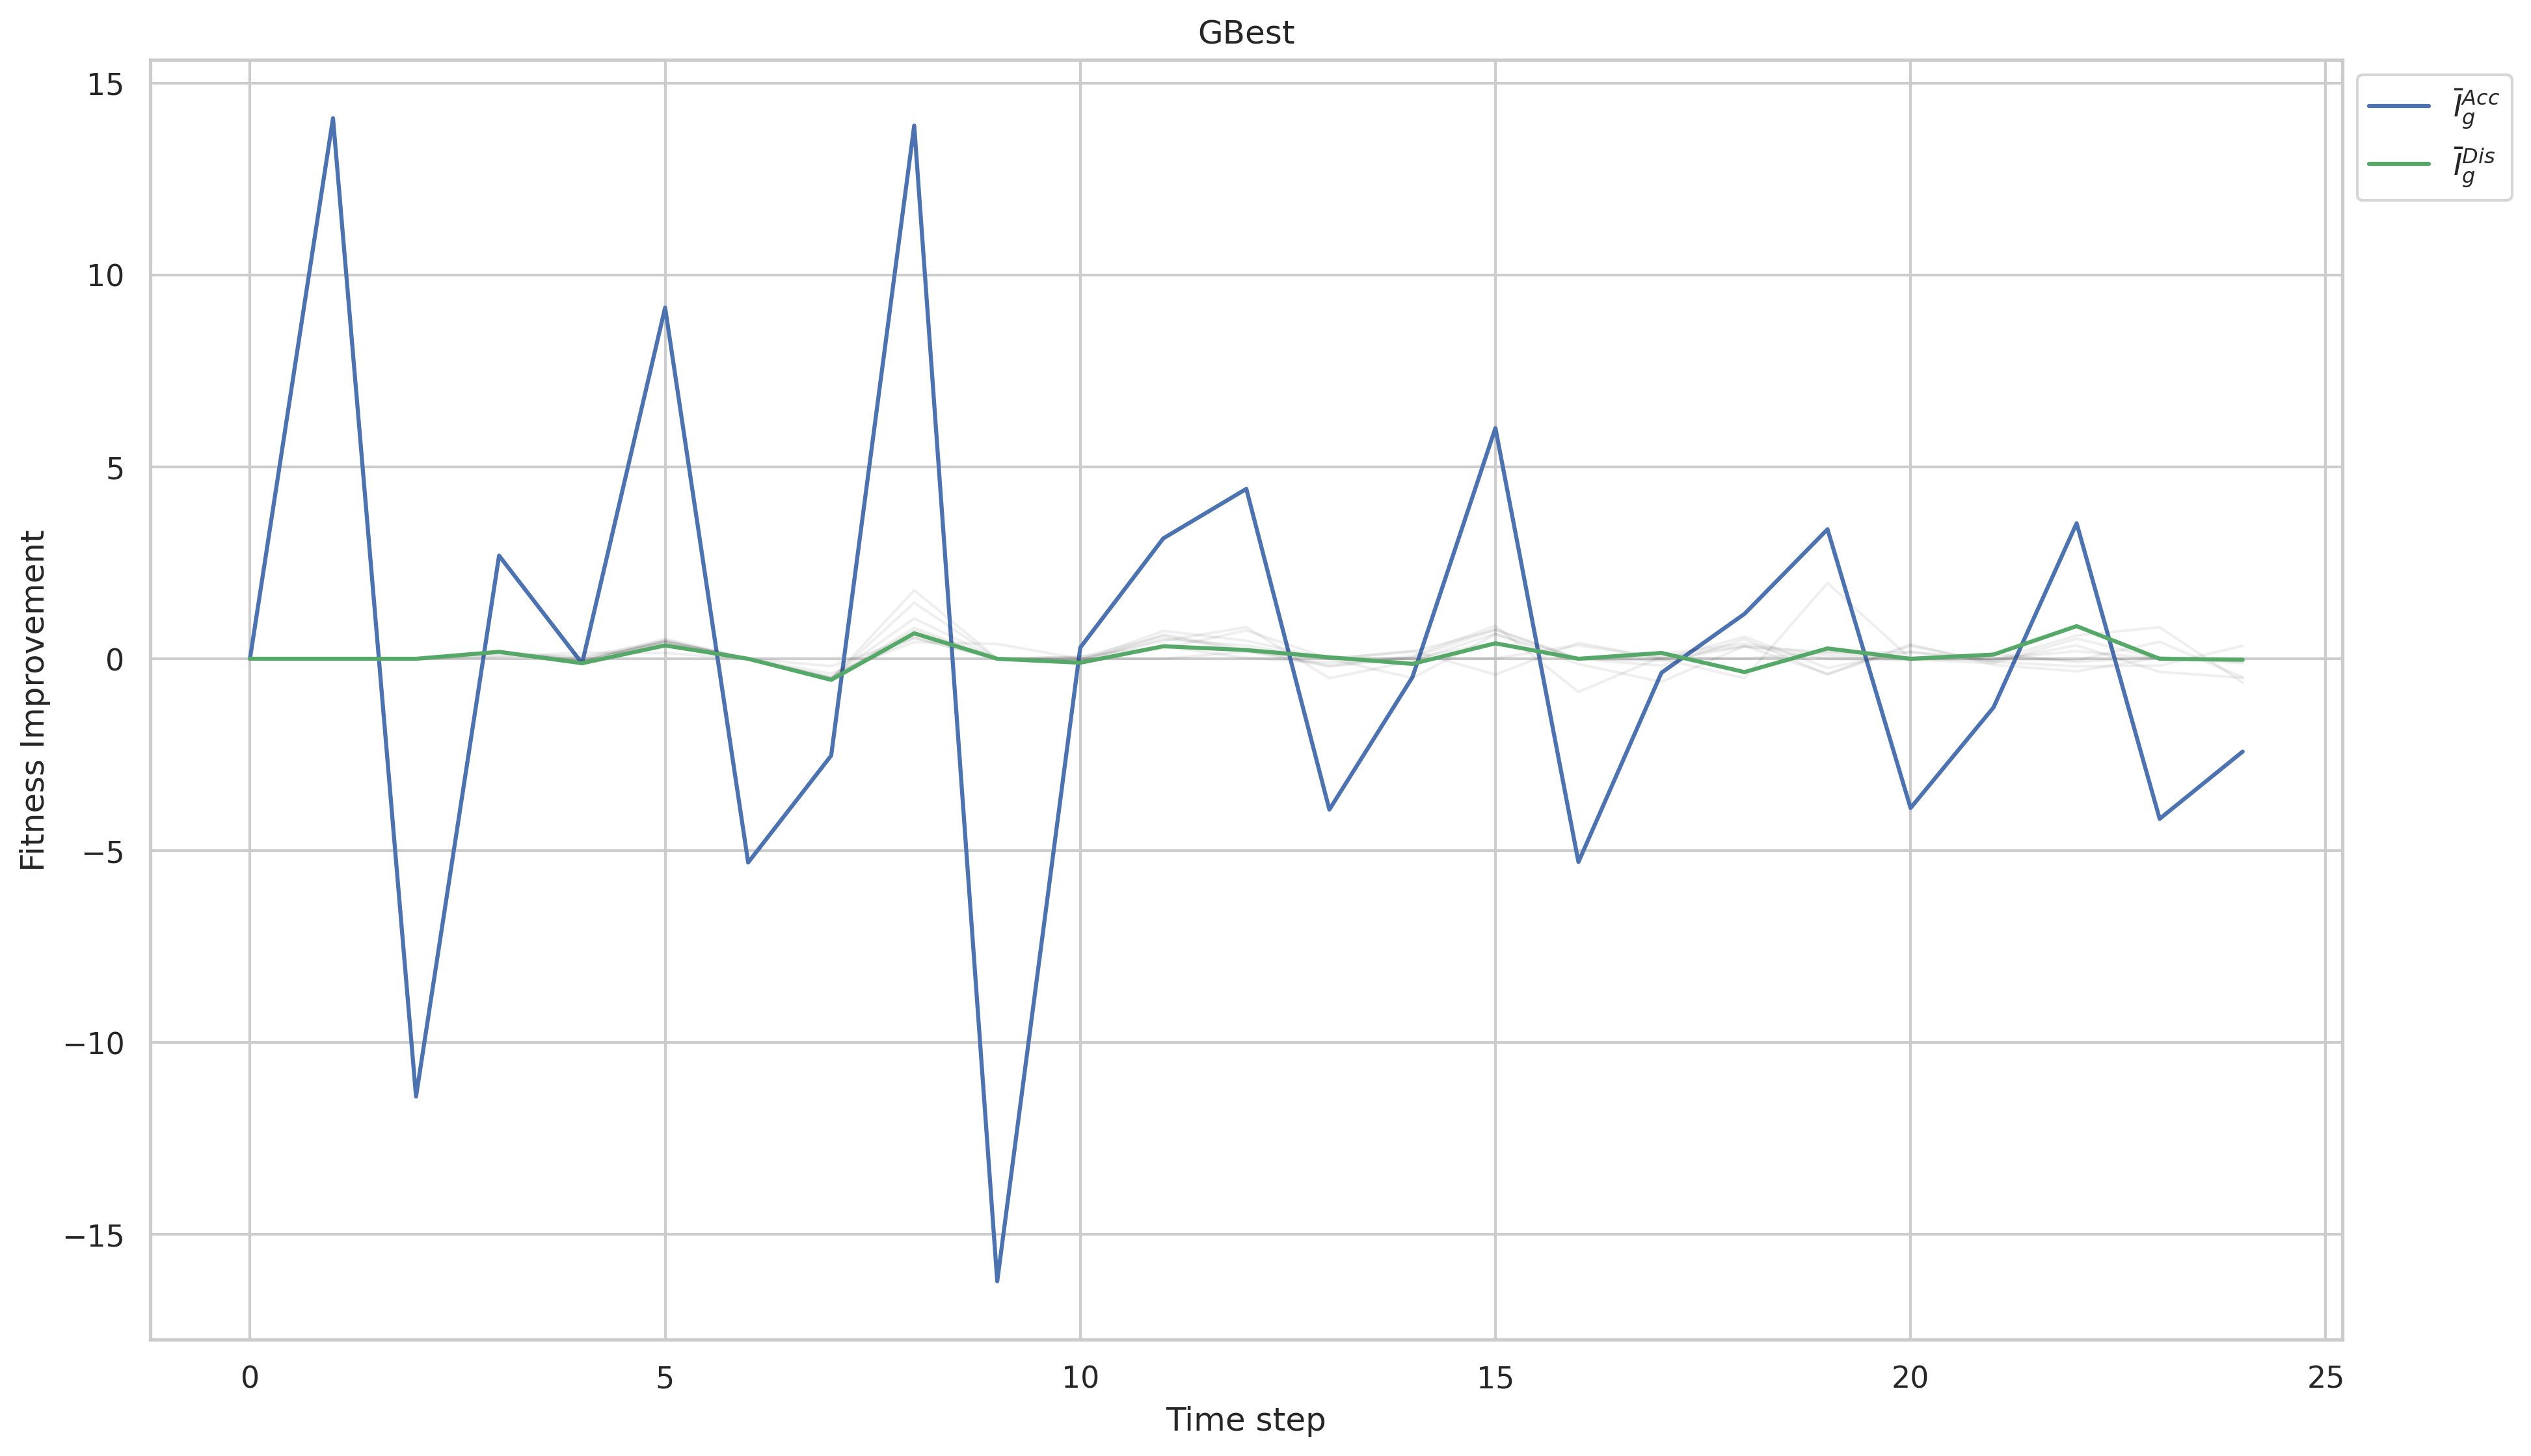 GBest
15
10
5
0
−5
−10
−15
Fitness Improvement
0 5 10 15 20 25
Time step
Ī_g^{Acc}
Ī_g^{Dis}